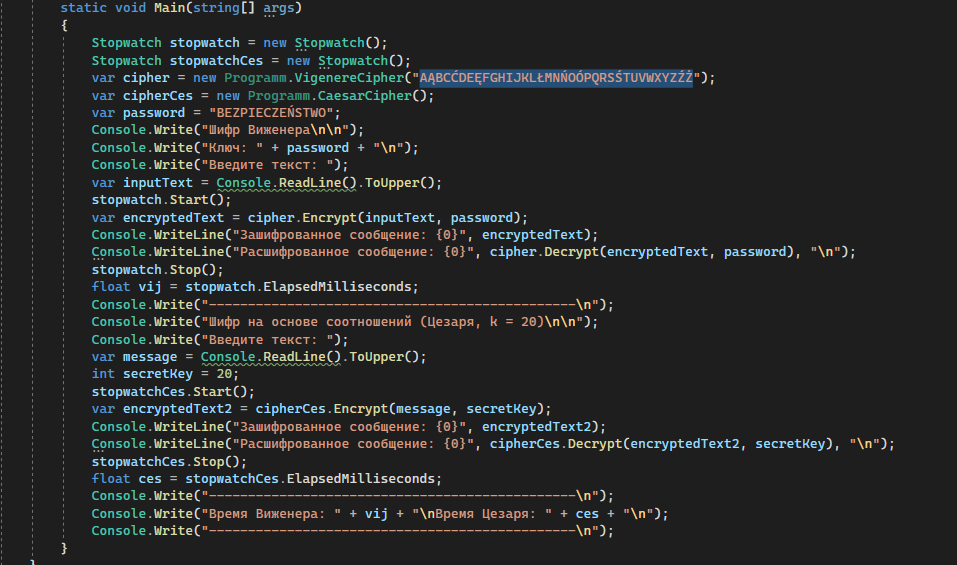 static void Main(string[] args)
{
Stopwatch stopwatch = new Stopwatch();
Stopwatch stopwatchCes = new Stopwatch();
var cipher = new Programm.VigenereCipher("AĄBCĆDEĘFGHIJKLŁMNŃOÓPQRSŚTUVWXYZŹŻ");
var cipherCes = new Programm.CaesarCipher();
var password = "BEZPIECZEŃSTWO";
Console.Write("Шифр Виженера\n\n");
Console.Write("Ключ: " + password + "\n");
Console.Write("Введите текст: ");
var inputText = Console.ReadLine().ToUpper();
stopwatch.Start();
var encryptedText = cipher.Encrypt(inputText, password);
Console.WriteLine("Зашифрованное сообщение: {0}", encryptedText);
Console.WriteLine("Расшифрованное сообщение: {0}", cipher.Decrypt(encryptedText, password), "\n");
stopwatch.Stop();
float vij = stopwatch.ElapsedMilliseconds;
Console.Write("-----------------------------------------------\n");
Console.Write("Шифр на основе соотношений (Цезаря, k = 20)\n\n");
Console.Write("Введите текст: ");
var message = Console.ReadLine().ToUpper();
int secretKey = 20;
stopwatchCes.Start();
var encryptedText2 = cipherCes.Encrypt(message, secretKey);
Console.WriteLine("Зашифрованное сообщение: {0}", encryptedText2);
Console.WriteLine("Расшифрованное сообщение: {0}", cipherCes.Decrypt(encryptedText2, secretKey), "\n");
stopwatchCes.Stop();
float ces = stopwatchCes.ElapsedMilliseconds;
Console.Write("-----------------------------------------------\n");
Console.Write("Время Виженера: " + vij + "\nВремя Цезаря: " + ces + "\n");
Console.Write("-----------------------------------------------\n");
}
}